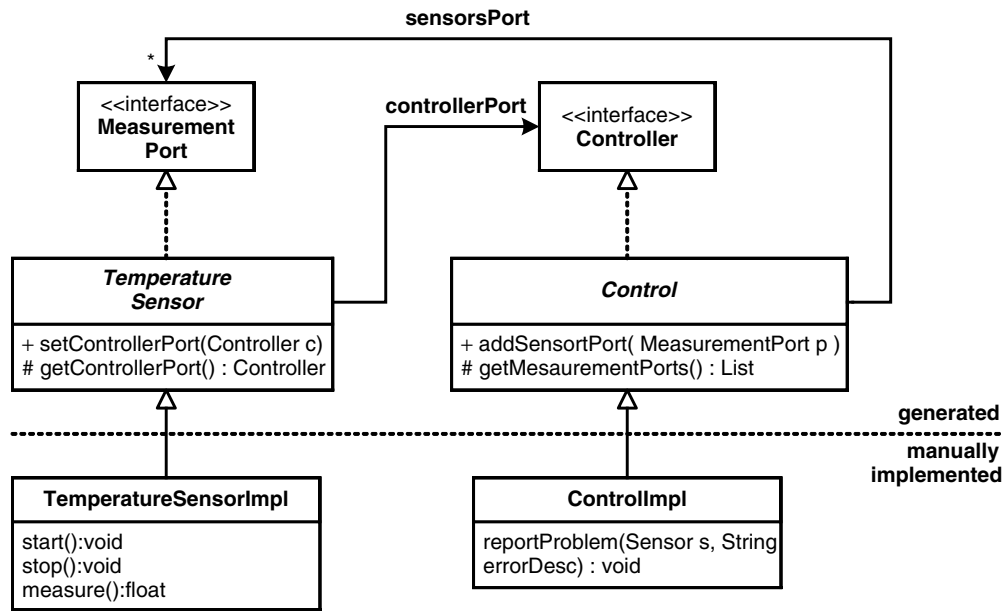 sensorsPort
*
<<interface>>
Measurement
Port
controllerPort
<<interface>>
Controller
Temperature
Sensor
+ setControllerPort(Controller c)
# getControllerPort() : Controller
Control
+ addSensortPort( MeasurementPort p )
# getMesaurementPorts() : List
generated
manually
implemented
TemperatureSensorImpl
start():void
stop():void
measure():float
ControlImpl
reportProblem(Sensor s, String
errorDesc) : void